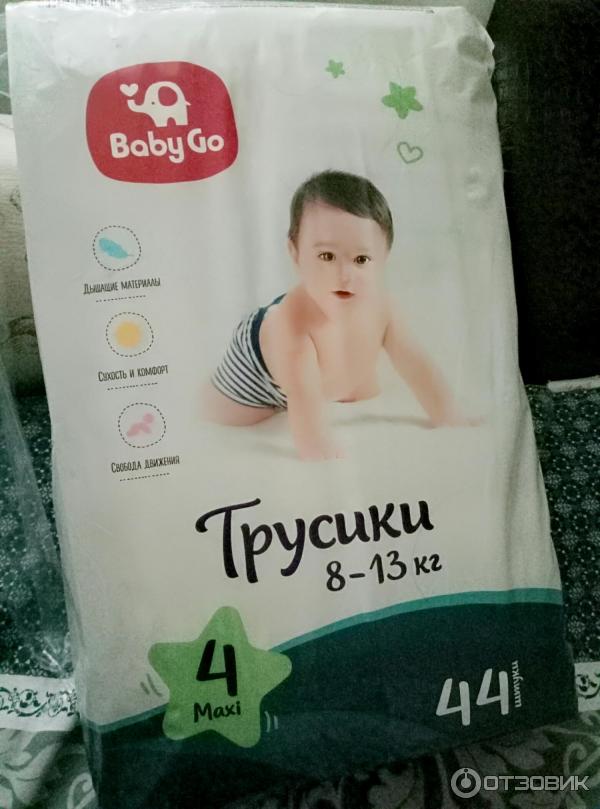 Baby Go
Дышащие материалы
Сухость и комфорт
Свобода движения
Трусики
8-13 кг
4
Maxi
44 штуки
ОТЗОВИК